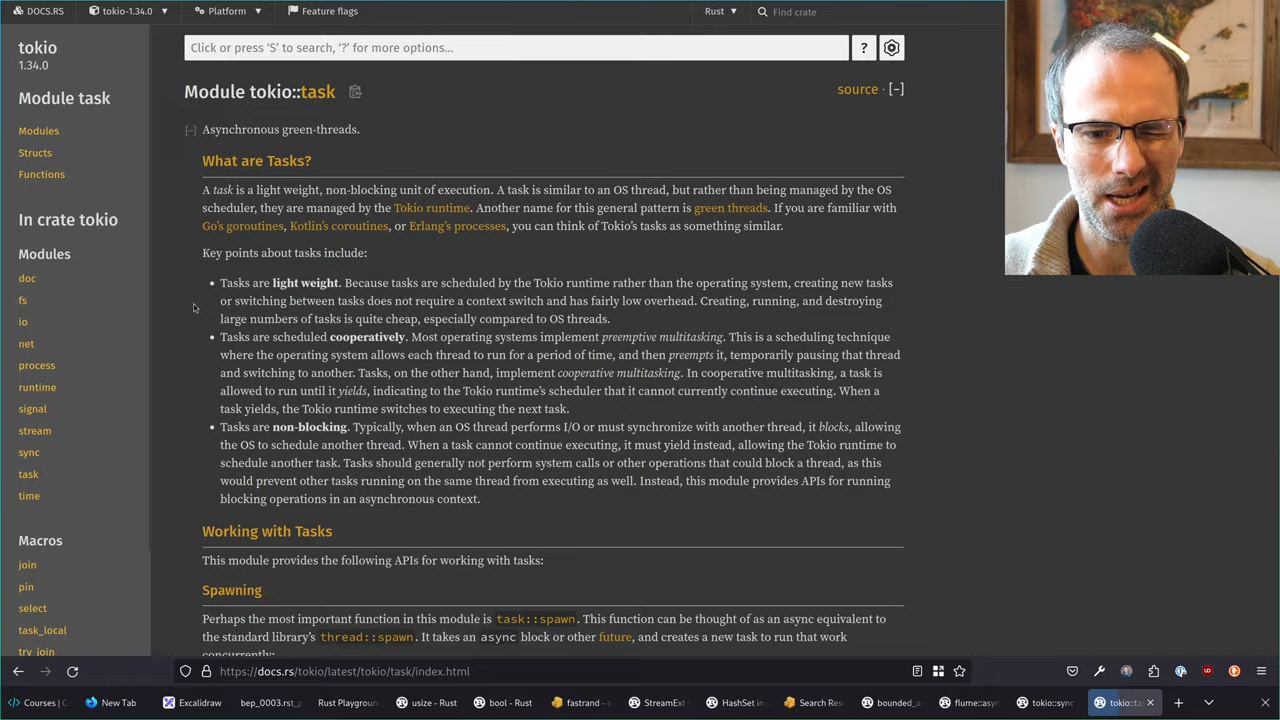 DOCS.RS
tokio-1.34.0
Platform
Feature flags
Rust
Find crate
tokio
1.34.0
Module task
Modules
Structs
Functions
In crate tokio
Modules
doc
fs
io
net
process
runtime
signal
stream
sync
task
time
Macros
join
pin
select
task_local
try_join
Click or press ‘S’ to search, ‘?’ for more options…
?
Module tokio::task
source · [-]
[-] Asynchronous green-threads.
What are Tasks?
A task is a light weight, non-blocking unit of execution. A task is similar to an OS thread, but rather than being managed by the OS
scheduler, they are managed by the Tokio runtime. Another name for this general pattern is green threads. If you are familiar with
Go’s goroutines, Kotlin’s coroutines, or Erlang’s processes, you can think of Tokio’s tasks as something similar.
Key points about tasks include:
• Tasks are light weight. Because tasks are scheduled by the Tokio runtime rather than the operating system, creating new tasks
or switching between tasks does not require a context switch and has fairly low overhead. Creating, running, and destroying
large numbers of tasks is quite cheap, especially compared to OS threads.
• Tasks are scheduled cooperatively. Most operating systems implement preemptive multitasking. This is a scheduling technique
where the operating system allows each thread to run for a period of time, and then preempts it, temporarily pausing that thread
and switching to another. Tasks, on the other hand, implement cooperative multitasking. In cooperative multitasking, a task is
allowed to run until it yields, indicating to the Tokio runtime’s scheduler that it cannot currently continue executing. When a
task yields, the Tokio runtime switches to executing the next task.
• Tasks are non-blocking. Typically, when an OS thread performs I/O or must synchronize with another thread, it blocks, allowing
the OS to schedule another thread. When a task cannot continue executing, it must yield instead, allowing the Tokio runtime to
schedule another task. Tasks should generally not perform system calls or other operations that could block a thread, as this
would prevent other tasks running on the same thread from executing as well. Instead, this module provides APIs for running
blocking operations in an asynchronous context.
Working with Tasks
This module provides the following APIs for working with tasks:
Spawning
Perhaps the most important function in this module is task::spawn. This function can be thought of as an async equivalent to
the standard library’s thread::spawn. It takes an async block or other future, and creates a new task to run that work
concurrently:
https://docs.rs/tokio/latest/tokio/task/index.html
Courses | C
New Tab
Excalidraw
bep_0003.rst_p
Rust Playgroun
usize - Rust
bool - Rust
fastrand -
StreamExt
HashSet in
Search Res
bounded_a
flume::asy
tokio::syn
tokio::ta